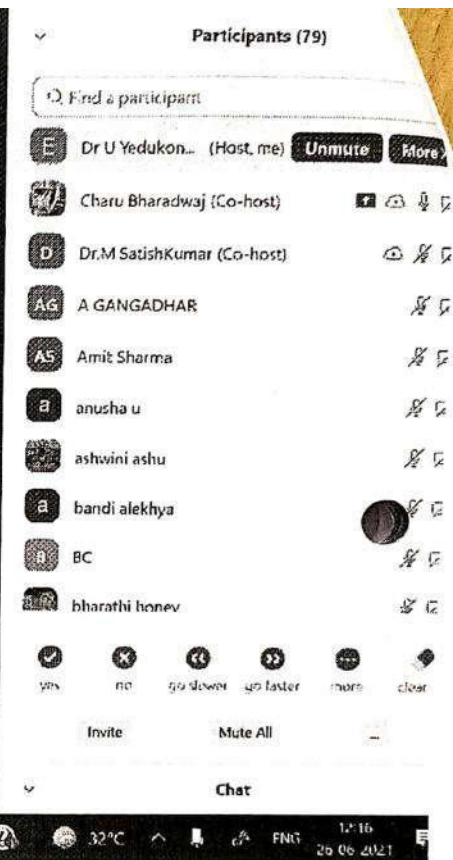 Participants (79)
Find a participant
E Dr U Yedukon... (Host, me) Unmute More
Charu Bharadwaj (Co-host)
D Dr.M SatishKumar (Co-host)
AG A GANGADHAR
AS Amit Sharma
a anusha u
ashwini ashu
a bandi alekhya
a BC
bharathi honey
yes no go slower go faster more clear
Invite Mute All ...
Chat
32°C ENG 12:16
26-06-2021